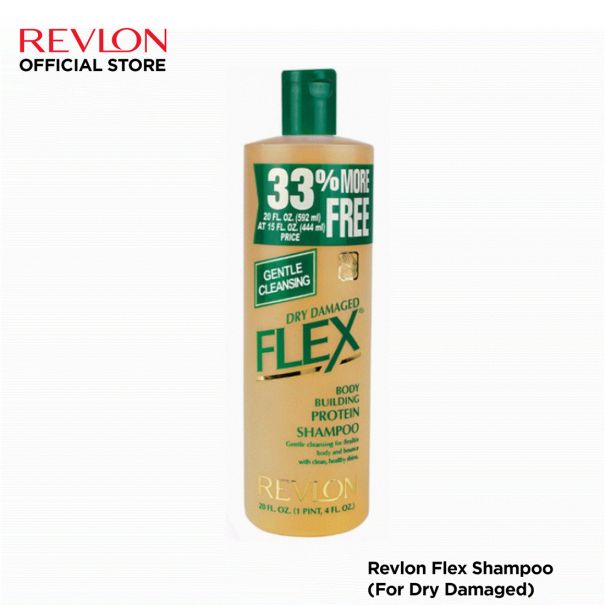 REVLON
OFFICIAL STORE
33% MORE
FREE
20 FL. OZ. (592 ml)
AT 15 FL. OZ. (444 ml)
PRICE
GENTLE
CLEANSING
DRY DAMAGED
FLEX®
BODY
BUILDING
PROTEIN
SHAMPOO
Gentle cleansing for flexible
body and bounce
with clean, healthy shine.
REVLON
20 FL. OZ. (1 PINT, 4 FL. OZ.)
Revlon Flex Shampoo
(For Dry Damaged)